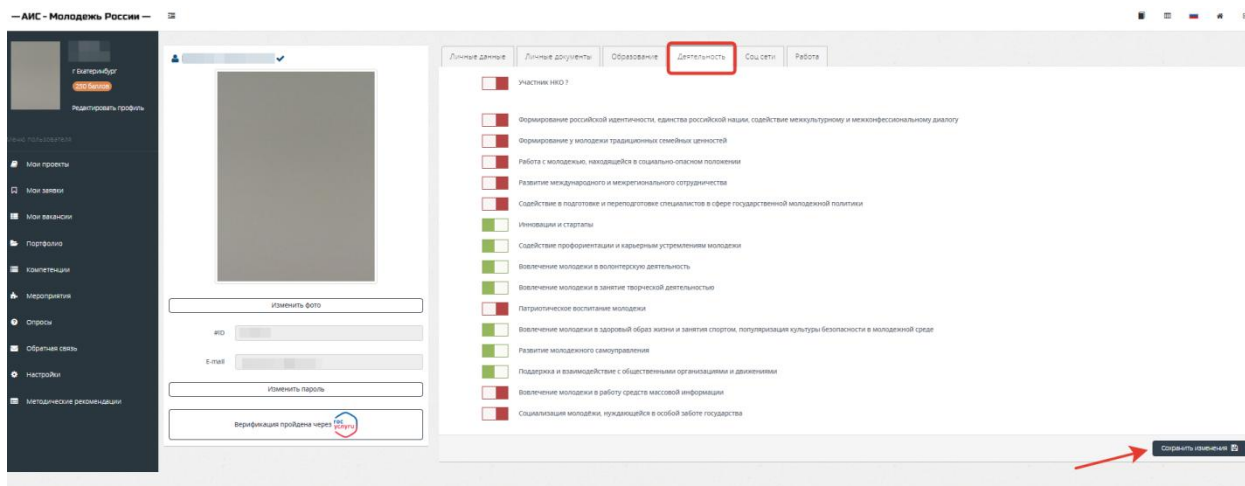 —АИС - Молодежь России—
г Екатеринбург
230 баллов
Редактировать профиль
Меню пользователя
Мои проекты
Мои заявки
Мои вакансии
Портфолио
Компетенции
Мероприятия
Опросы
Обратная связь
Настройки
Методические рекомендации
Изменить фото
#ID
E-mail
Изменить пароль
Верификация пройдена через госуслуги
Личные данные
Личные документы
Образование
Деятельность
Соц сети
Работа
Участник НКО ?
Формирование российской идентичности, единства российской нации, содействие межкультурному и межконфессиональному диалогу
Формирование у молодежи традиционных семейных ценностей
Работа с молодежью, находящейся в социально-опасном положении
Развитие международного и межрегионального сотрудничества
Содействие в подготовке и переподготовке специалистов в сфере государственной молодежной политики
Инновации и стартапы
Содействие профориентации и карьерным устремлениям молодежи
Вовлечение молодежи в волонтерскую деятельность
Вовлечение молодежи в занятие творческой деятельностью
Патриотическое воспитание молодежи
Вовлечение молодежи в здоровый образ жизни и занятия спортом, популяризация культуры безопасности в молодежной среде
Развитие молодежного самоуправления
Поддержка и взаимодействие с общественными организациями и движениями
Вовлечение молодежи в работу средств массовой информации
Социализация молодёжи, нуждающейся в особой заботе государства
Сохранить изменения